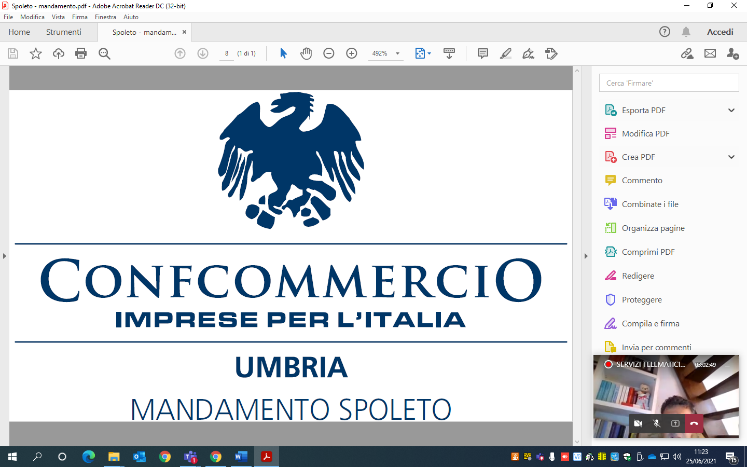 Spoleto - mandamento.pdf - Adobe Acrobat Reader DC (32-bit)
File Modifica Vista Firma Finestra Aiuto
Home Strumenti Spoleto - mandam... × Accedi
8 (1 di 1) 492%
Cerca 'Firmare'
Esporta PDF
Modifica PDF
Crea PDF
Commento
Combinate i file
Organizza pagine
Comprimi PDF
Redigere
Proteggere
Compila e firma
Invia per commenti
CONFCOMMERCIO
IMPRESE PER L'ITALIA
UMBRIA
MANDAMENTO SPOLETO
SERVIZI TELEMATICI...
11:23
25/06/2021